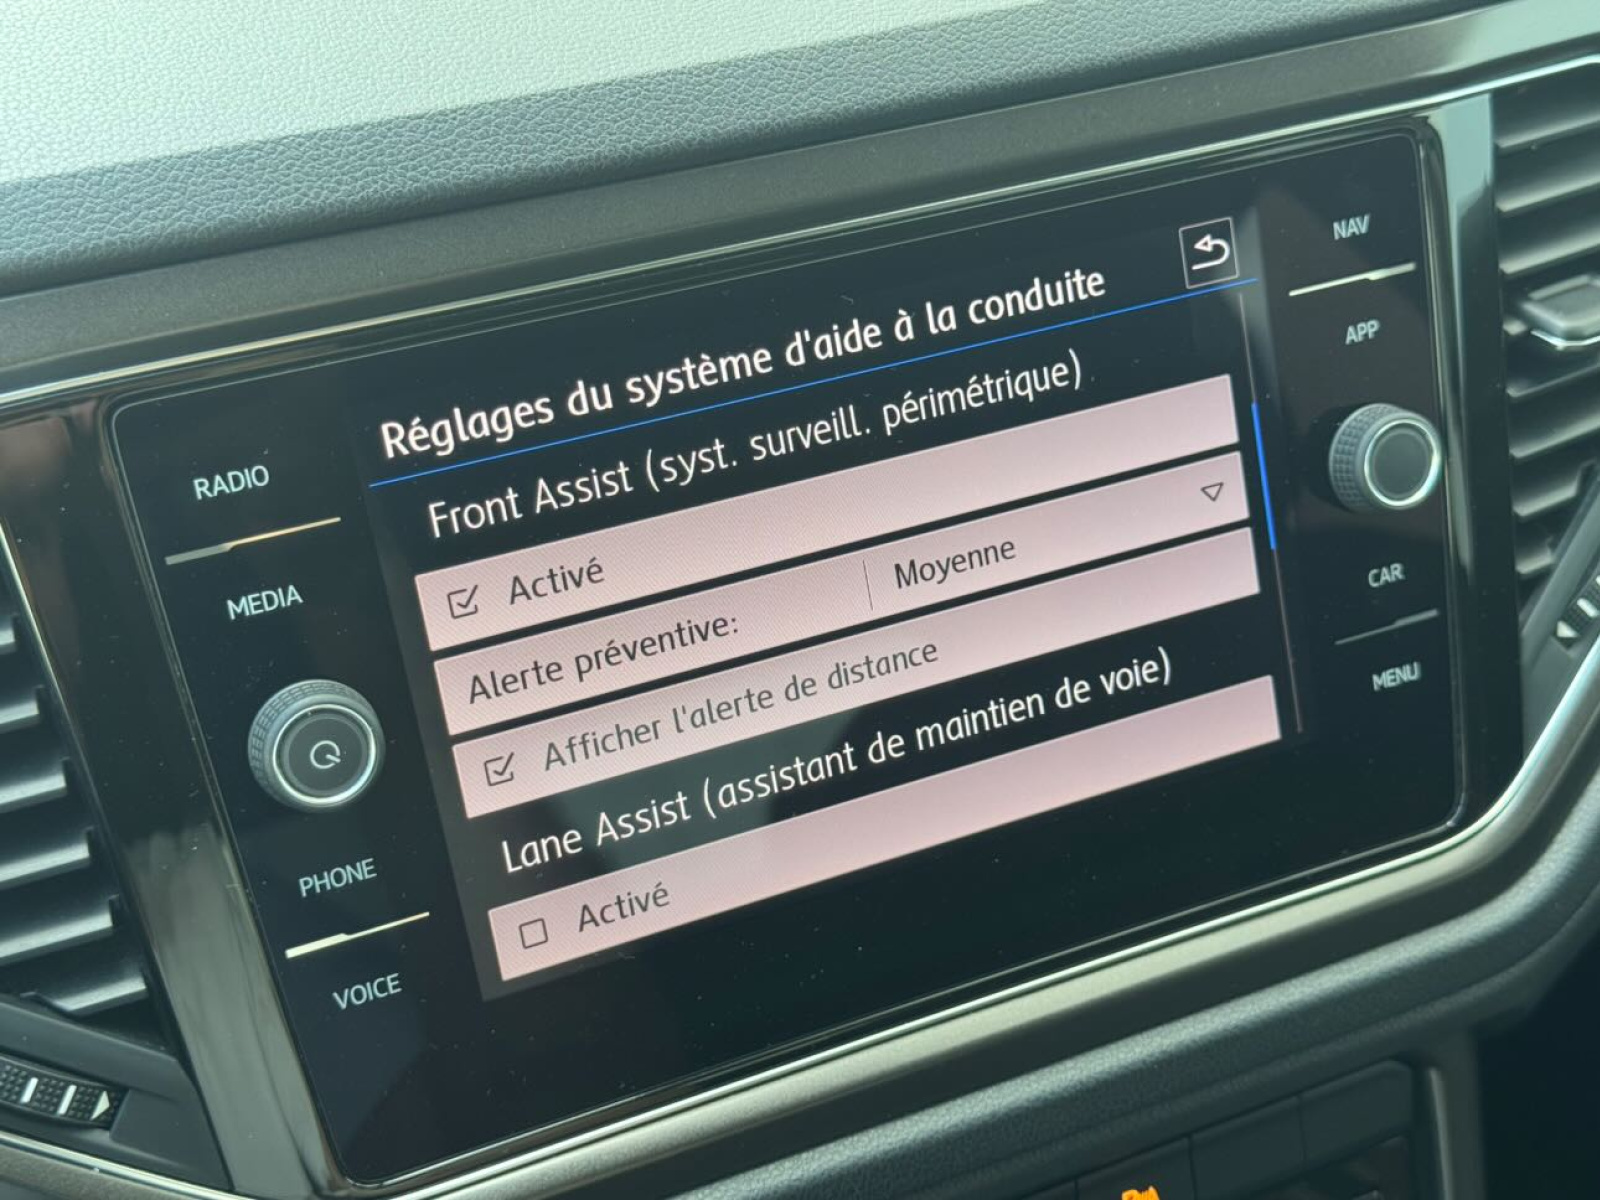 Réglages du système d'aide à la conduite
Front Assist (syst. surveill. périmétrique)
Activé
Alerte préventive: Moyenne
Afficher l'alerte de distance
Lane Assist (assistant de maintien de voie)
Activé
RADIO
MEDIA
PHONE
VOICE
NAV
APP
CAR
MENU